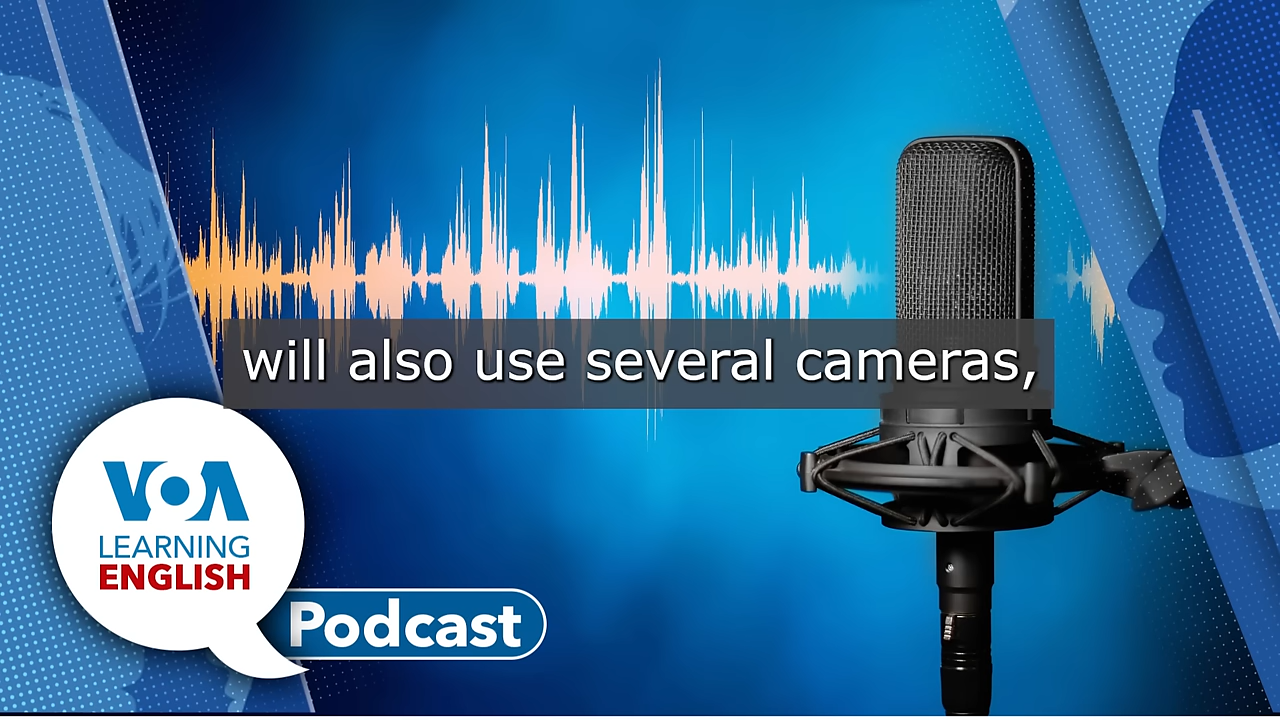 will also use several cameras,
VOA
LEARNING
ENGLISH
Podcast